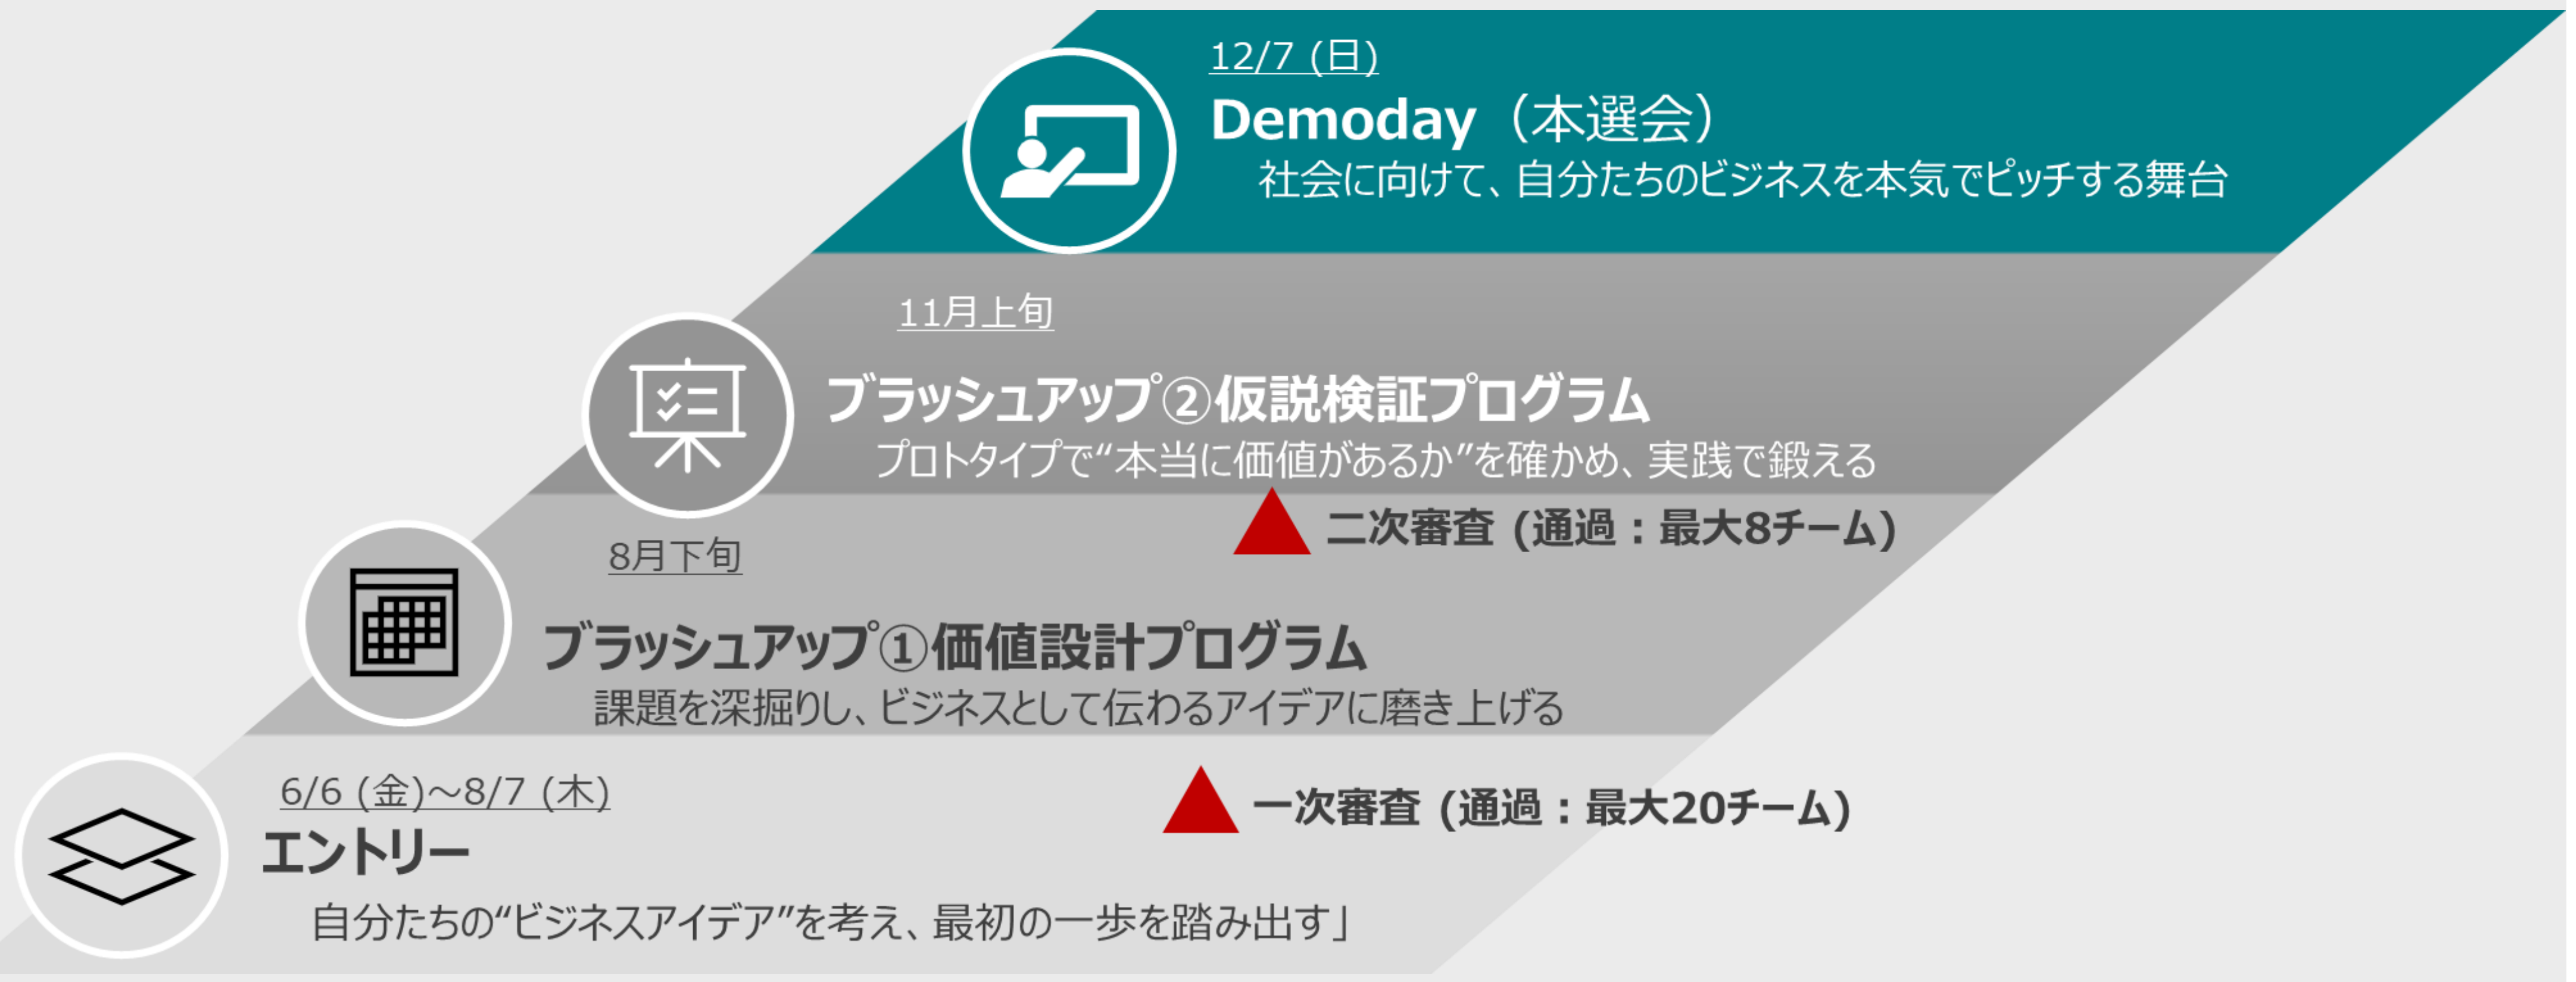 12/7 (日)
Demoday（本選会）
社会に向けて、自分たちのビジネスを本気でピッチする舞台
11月上旬
ブラッシュアップ②仮説検証プログラム
プロトタイプで“本当に価値があるか”を確かめ、実践で鍛える
二次審査 (通過：最大8チーム)
8月下旬
ブラッシュアップ①価値設計プログラム
課題を深掘りし、ビジネスとして伝わるアイデアに磨き上げる
一次審査 (通過：最大20チーム)
6/6 (金)～8/7 (木)
エントリー
自分たちの“ビジネスアイデア”を考え、最初の一歩を踏み出す」